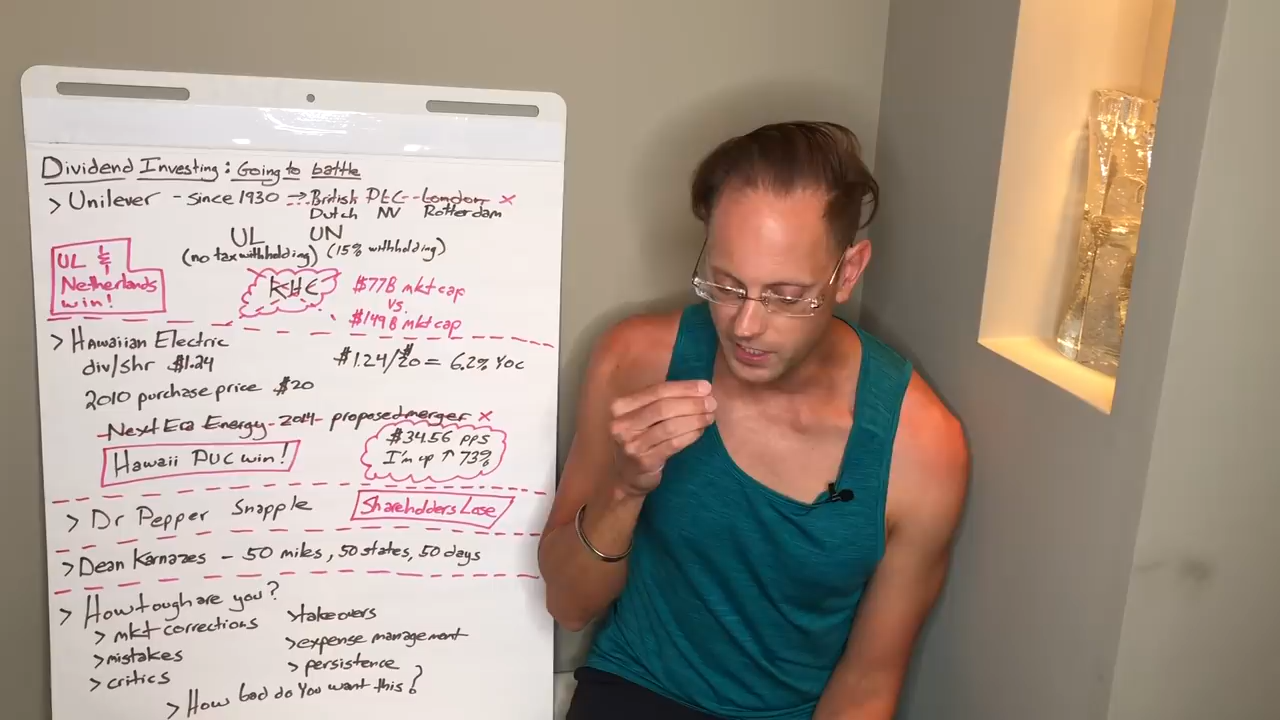 Dividend Investing: Going to battle
> Unilever - since 1930 → British PLC - London x
Dutch NV Rotterdam
UL UN
(no tax withholding) (15% withholding)
UL &
Netherlands
win!
KHC
$77B mkt cap
vs.
$149B mkt cap
> Hawaiian Electric
div/shr $1.24
$1.24/$20 = 6.2% YOC
2010 purchase price $20
Next Era Energy - 2014 - proposed merger x
Hawaii PUC win!
$34.56 pps
I'm up ↑ 73%
> Dr Pepper Snapple
Shareholders Lose
> Dean Karnazes - 50 miles, 50 states, 50 days
> How tough are you?
> mkt corrections
> mistakes
> critics
> takeovers
> expense management
> persistence
> How bad do you want this?